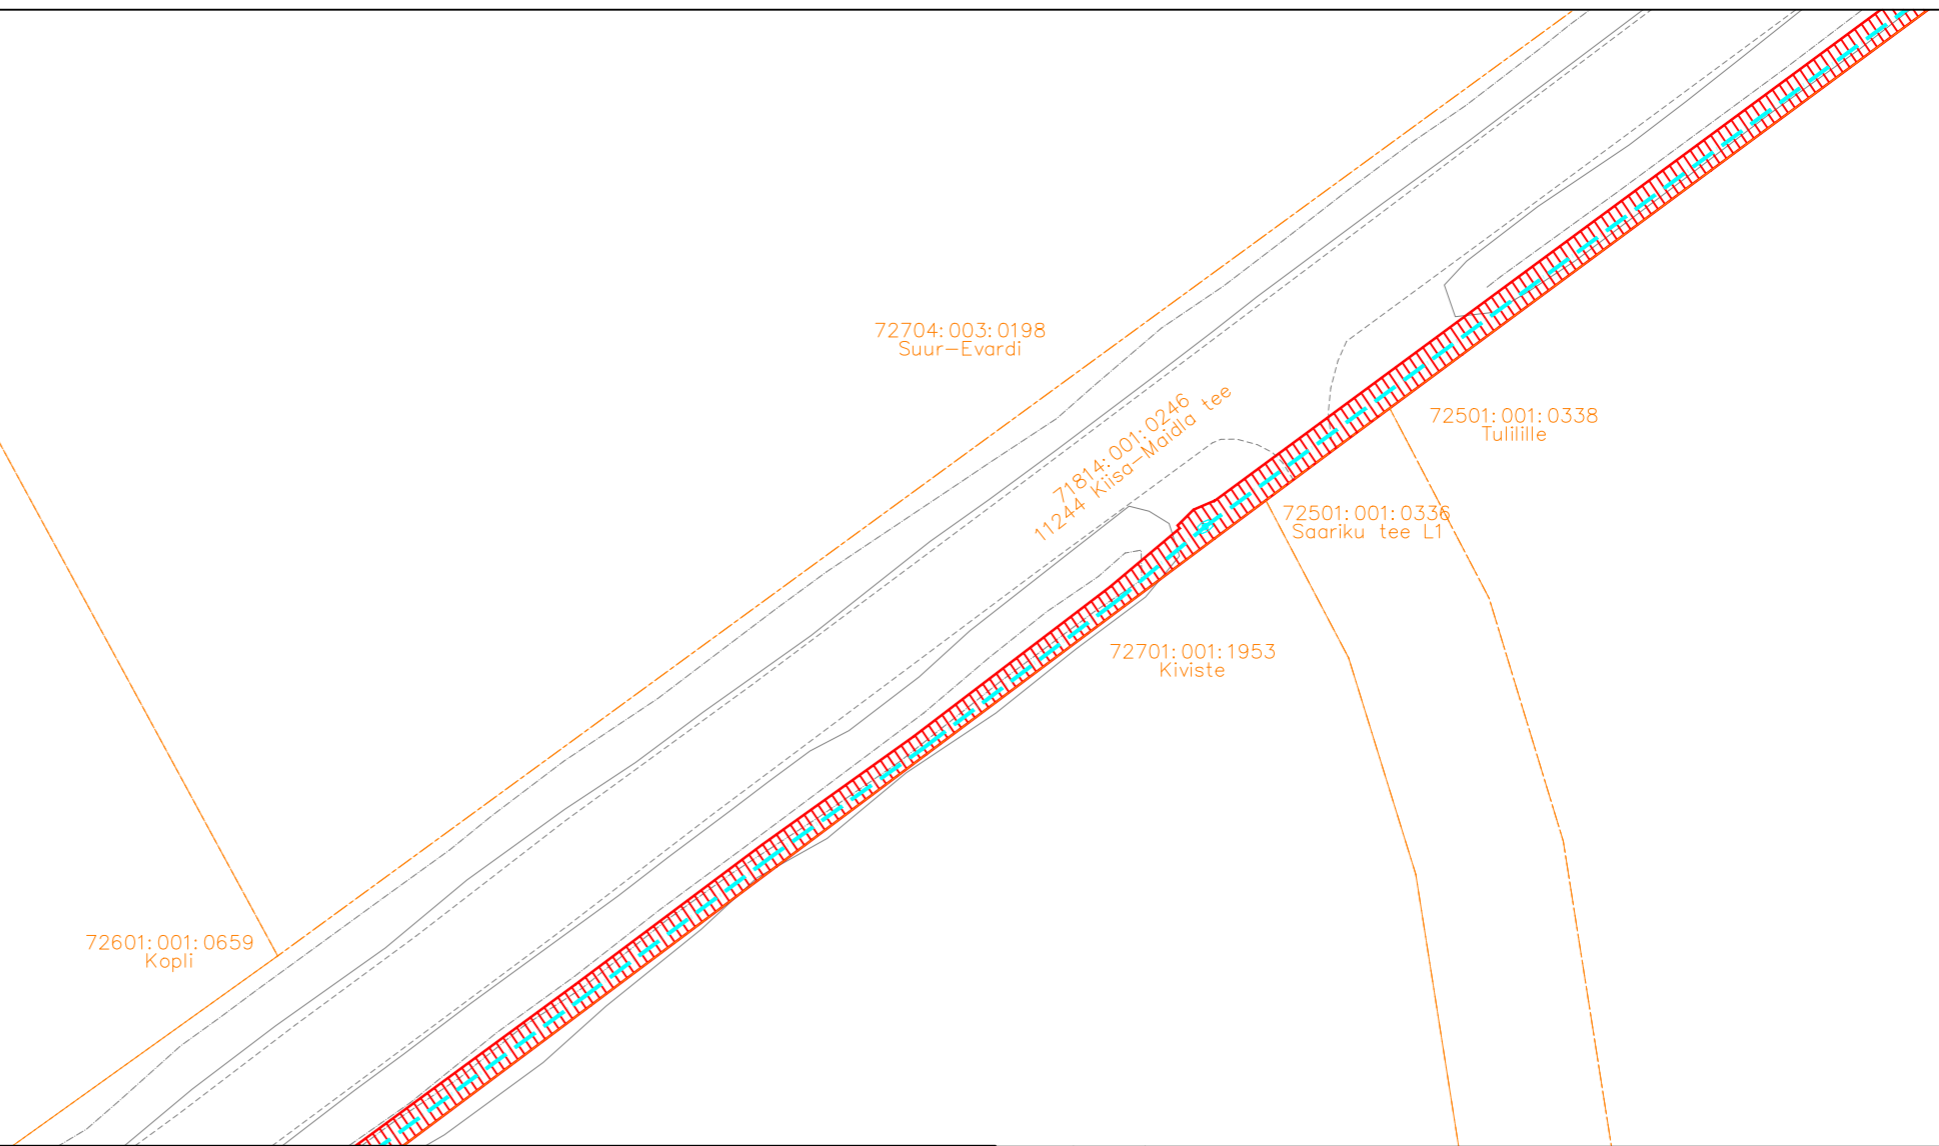 72704:003:0198
Suur-Evardi
71814:001:0246
11244 Kiisa-Maidla tee
72501:001:0338
Tulilille
72501:001:0336
Saariku tee L1
72701:001:1953
Kiviste
72601:001:0659
Kopli